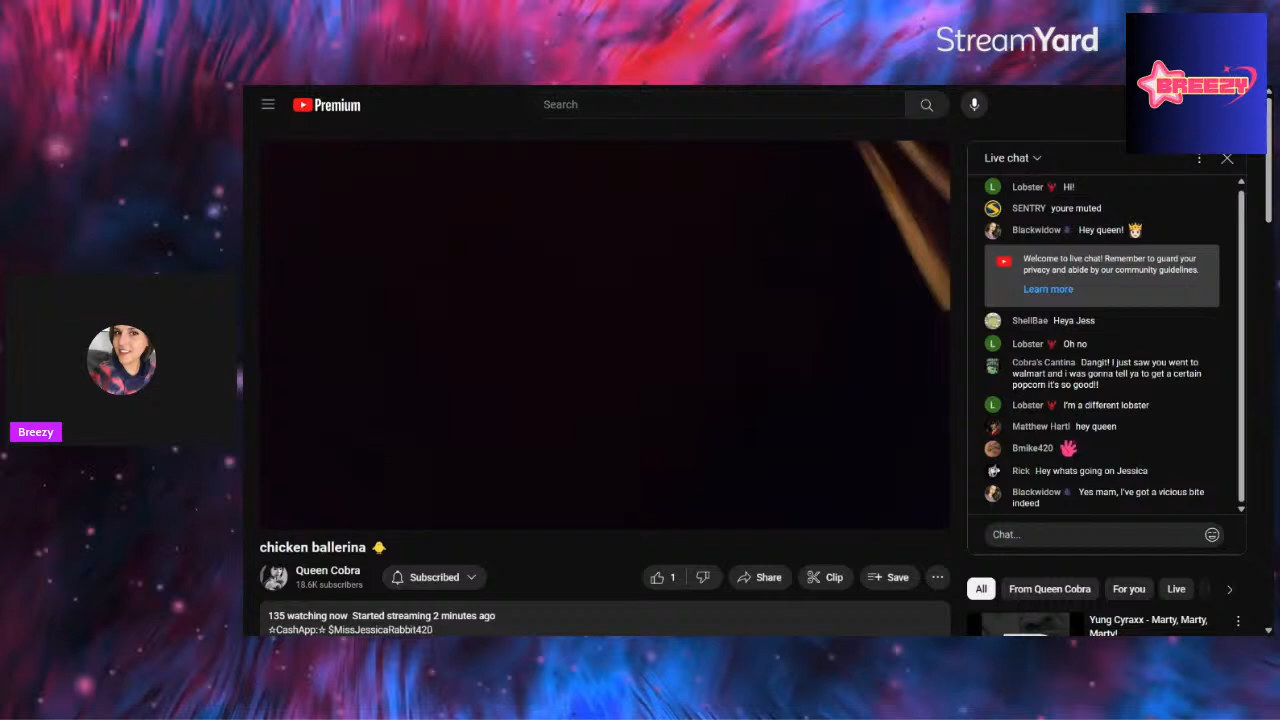 StreamYard
BREEZY
Premium
Search
Live chat
L Lobster Hi!
SENTRY youre muted
Blackwidow Hey queen!
Welcome to live chat! Remember to guard your
privacy and abide by our community guidelines.
Learn more
ShellBae Heya Jess
L Lobster Oh no
Cobra's Cantina Dangit! I just saw you went to
walmart and i was gonna tell ya to get a certain
popcorn it's so good!!
L Lobster I'm a different lobster
Matthew Hartl hey queen
Bmike420
Rick Hey whats going on Jessica
Blackwidow Yes mam, I've got a vicious bite
indeed
Chat...
Breezy
chicken ballerina
Queen Cobra
18.6K subscribers
Subscribed
1
Share
Clip
Save
135 watching now Started streaming 2 minutes ago
☆CashApp:☆ $MissJessicaRabbit420
All
From Queen Cobra
For you
Live
Yung Cyraxx - Marty, Marty,
Marty!